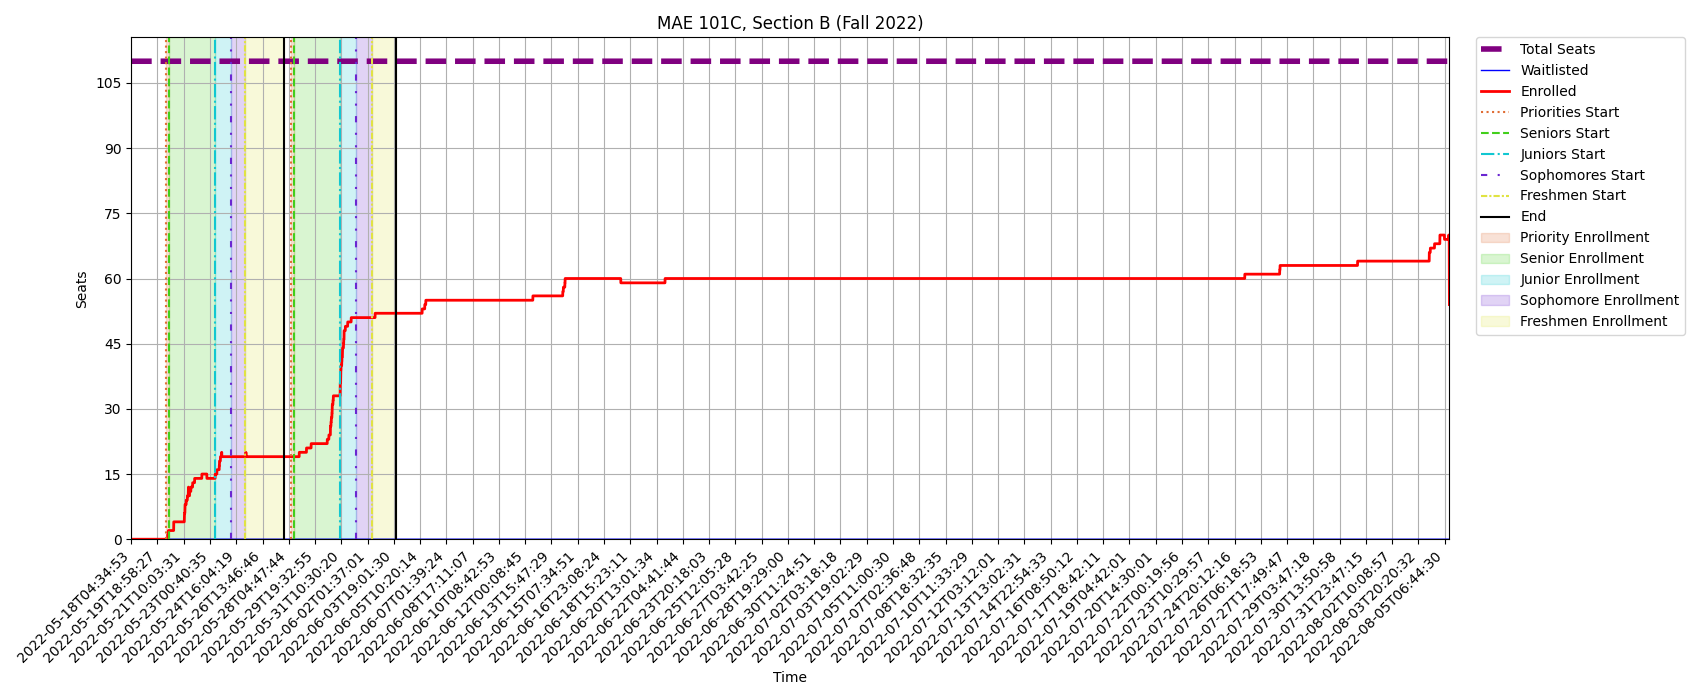 MAE 101C, Section B (Fall 2022)
Seats
105
90
75
60
45
30
15
0
2022-05-18T04:34:53
2022-05-19T18:58:27
2022-05-21T10:03:31
2022-05-23T00:40:35
2022-05-24T16:04:19
2022-05-26T13:46:46
2022-05-28T04:47:44
2022-05-29T19:32:55
2022-05-31T10:30:20
2022-06-02T01:37:01
2022-06-03T19:01:30
2022-06-05T10:20:14
2022-06-07T01:39:24
2022-06-08T17:11:07
2022-06-10T08:42:53
2022-06-12T00:08:45
2022-06-13T15:47:29
2022-06-15T07:34:51
2022-06-16T23:08:24
2022-06-18T15:23:11
2022-06-20T13:01:34
2022-06-22T04:41:44
2022-06-23T20:18:03
2022-06-25T12:05:28
2022-06-27T03:42:25
2022-06-28T19:29:00
2022-06-30T11:24:51
2022-07-02T03:18:18
2022-07-03T19:02:29
2022-07-05T11:00:30
2022-07-07T02:36:48
2022-07-08T18:32:35
2022-07-10T11:33:29
2022-07-12T03:12:01
2022-07-13T13:02:31
2022-07-14T22:54:33
2022-07-16T08:50:12
2022-07-17T18:42:11
2022-07-19T04:42:01
2022-07-20T14:30:01
2022-07-22T00:19:56
2022-07-23T10:29:57
2022-07-24T20:12:16
2022-07-26T06:18:53
2022-07-27T17:49:47
2022-07-29T03:47:18
2022-07-30T13:50:58
2022-07-31T23:47:15
2022-08-02T10:08:57
2022-08-03T20:20:32
2022-08-05T06:44:30
Time
Total Seats
Waitlisted
Enrolled
Priorities Start
Seniors Start
Juniors Start
Sophomores Start
Freshmen Start
End
Priority Enrollment
Senior Enrollment
Junior Enrollment
Sophomore Enrollment
Freshmen Enrollment